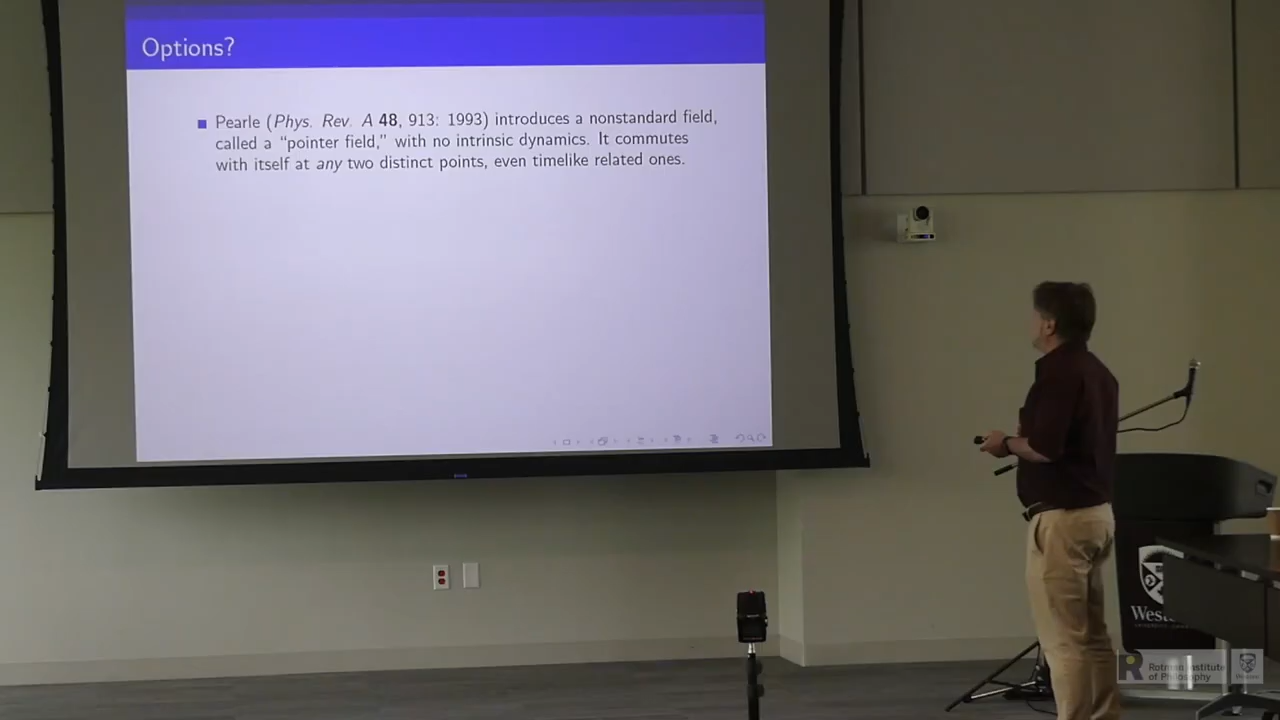 Options?
Pearle (Phys. Rev. A 48, 913: 1993) introduces a nonstandard field,
called a “pointer field,” with no intrinsic dynamics. It commutes
with itself at any two distinct points, even timelike related ones.
Rotman Institute
of Philosophy